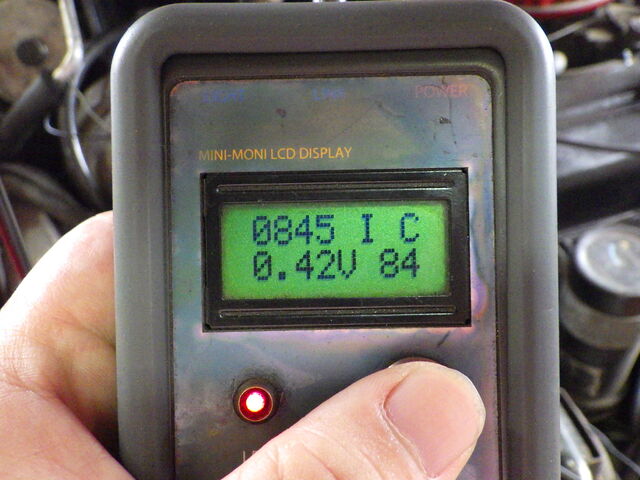 POWER
MINI-MONI LCD DISPLAY
0845 I C
0.42V 84